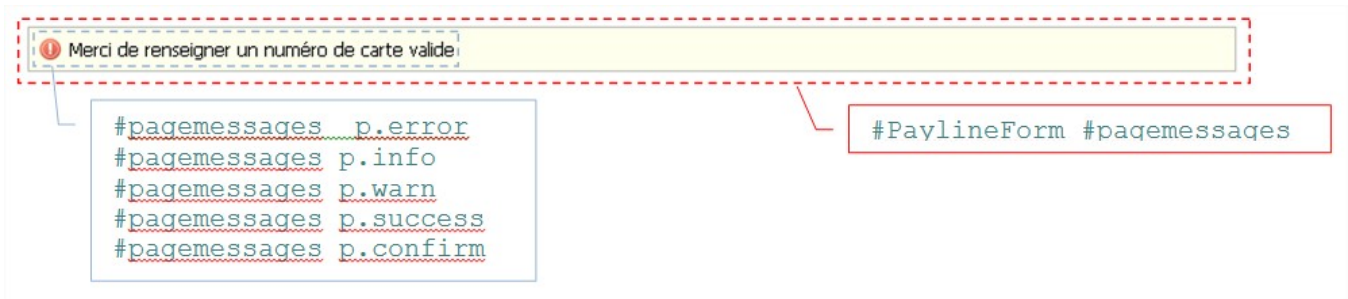 Merci de renseigner un numéro de carte valide
#pagemessages  p.error
#pagemessages p.info
#pagemessages p.warn
#pagemessages p.success
#pagemessages p.confirm
#PaylineForm #pagemessages